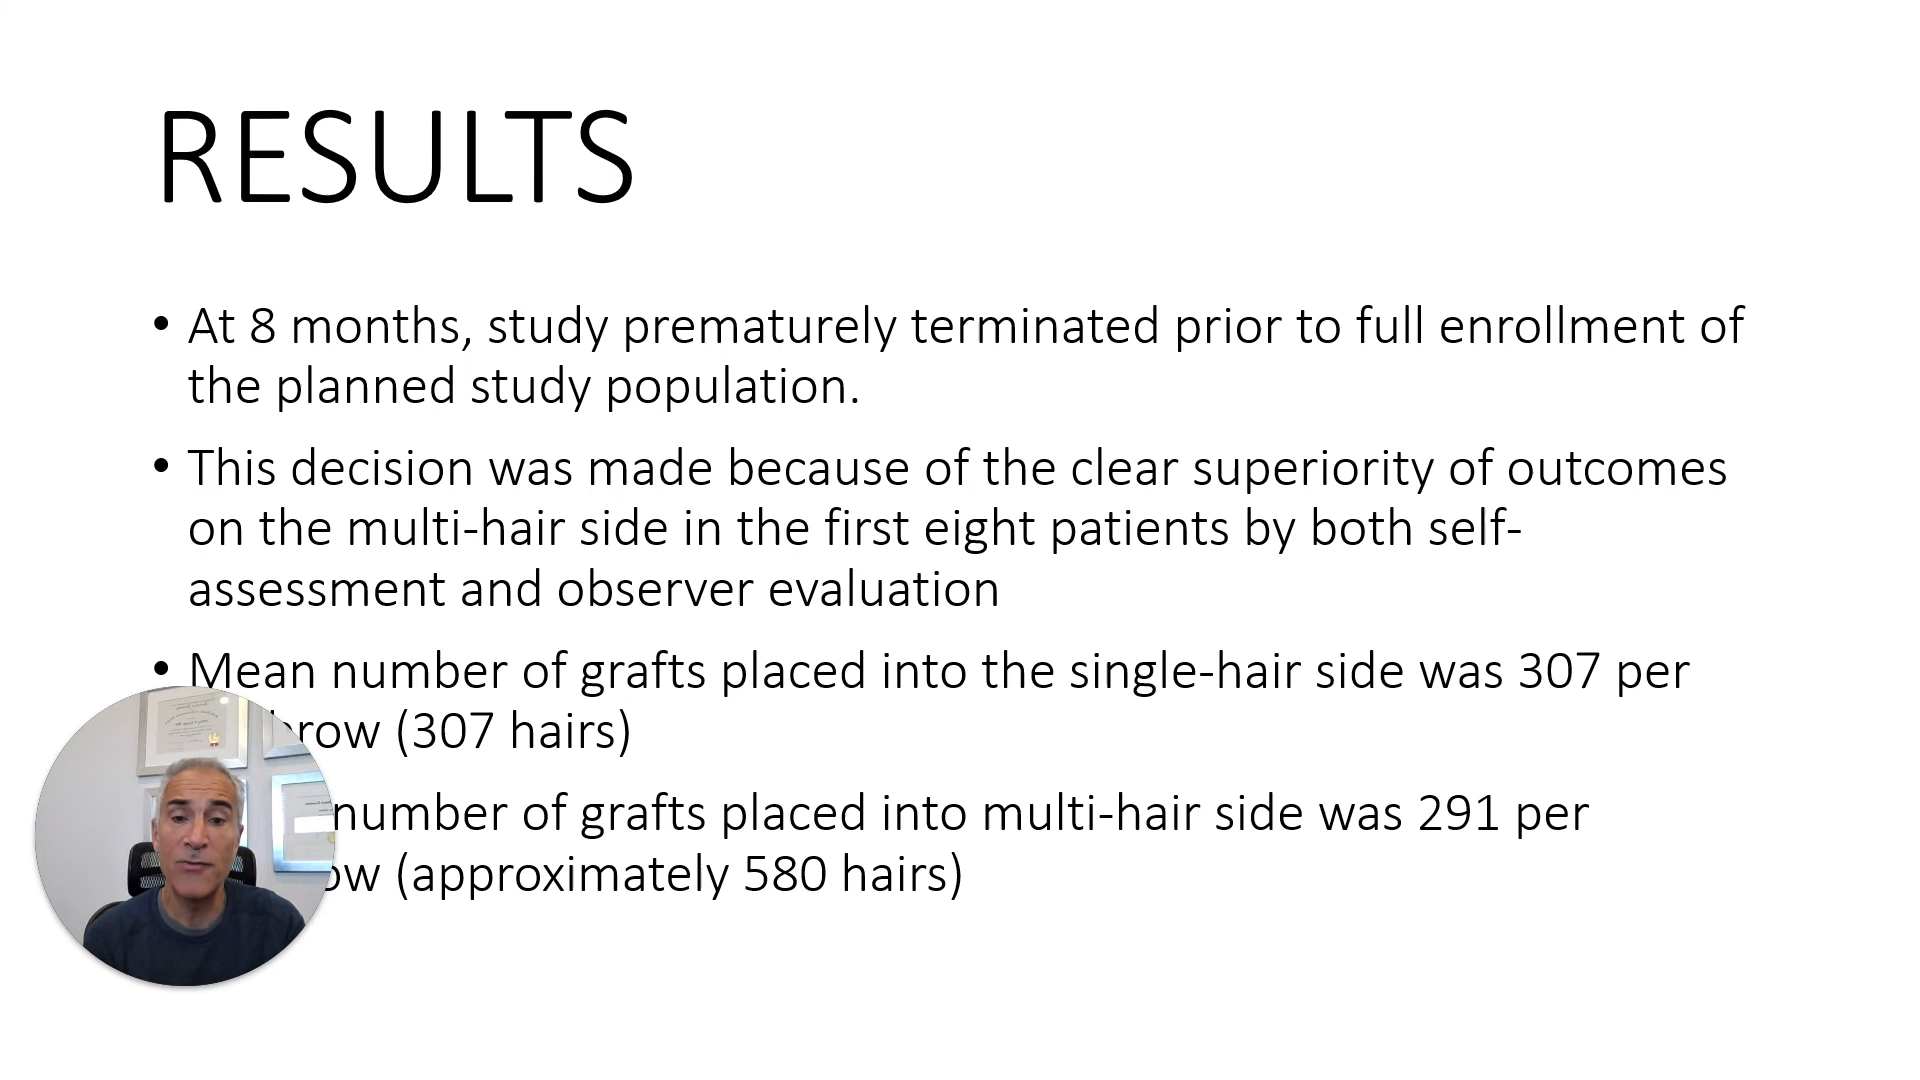 RESULTS
• At 8 months, study prematurely terminated prior to full enrollment of
the planned study population.
• This decision was made because of the clear superiority of outcomes
on the multi-hair side in the first eight patients by both self-
assessment and observer evaluation
• Mean number of grafts placed into the single-hair side was 307 per
brow (307 hairs)
number of grafts placed into multi-hair side was 291 per
ow (approximately 580 hairs)